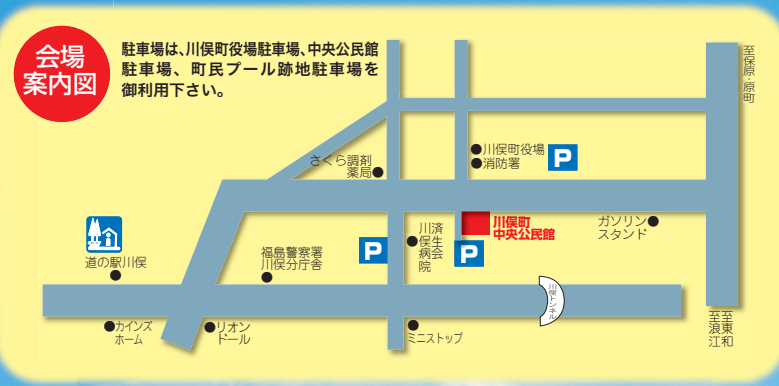 会場
案内図
駐車場は、川俣町役場駐車場、中央公民館
駐車場、町民プール跡地駐車場を
御利用下さい。
至保原・原町
さくら調剤
薬局
川俣町役場
消防署
P
道の駅川俣
福島警察署
川俣分庁舎
P
済生会
川俣病院
P
川俣町
中央公民館
ガソリン
スタンド
川俣トンネル
カインズ
ホーム
リオン
ドール
ミニストップ
至東和
至浪江